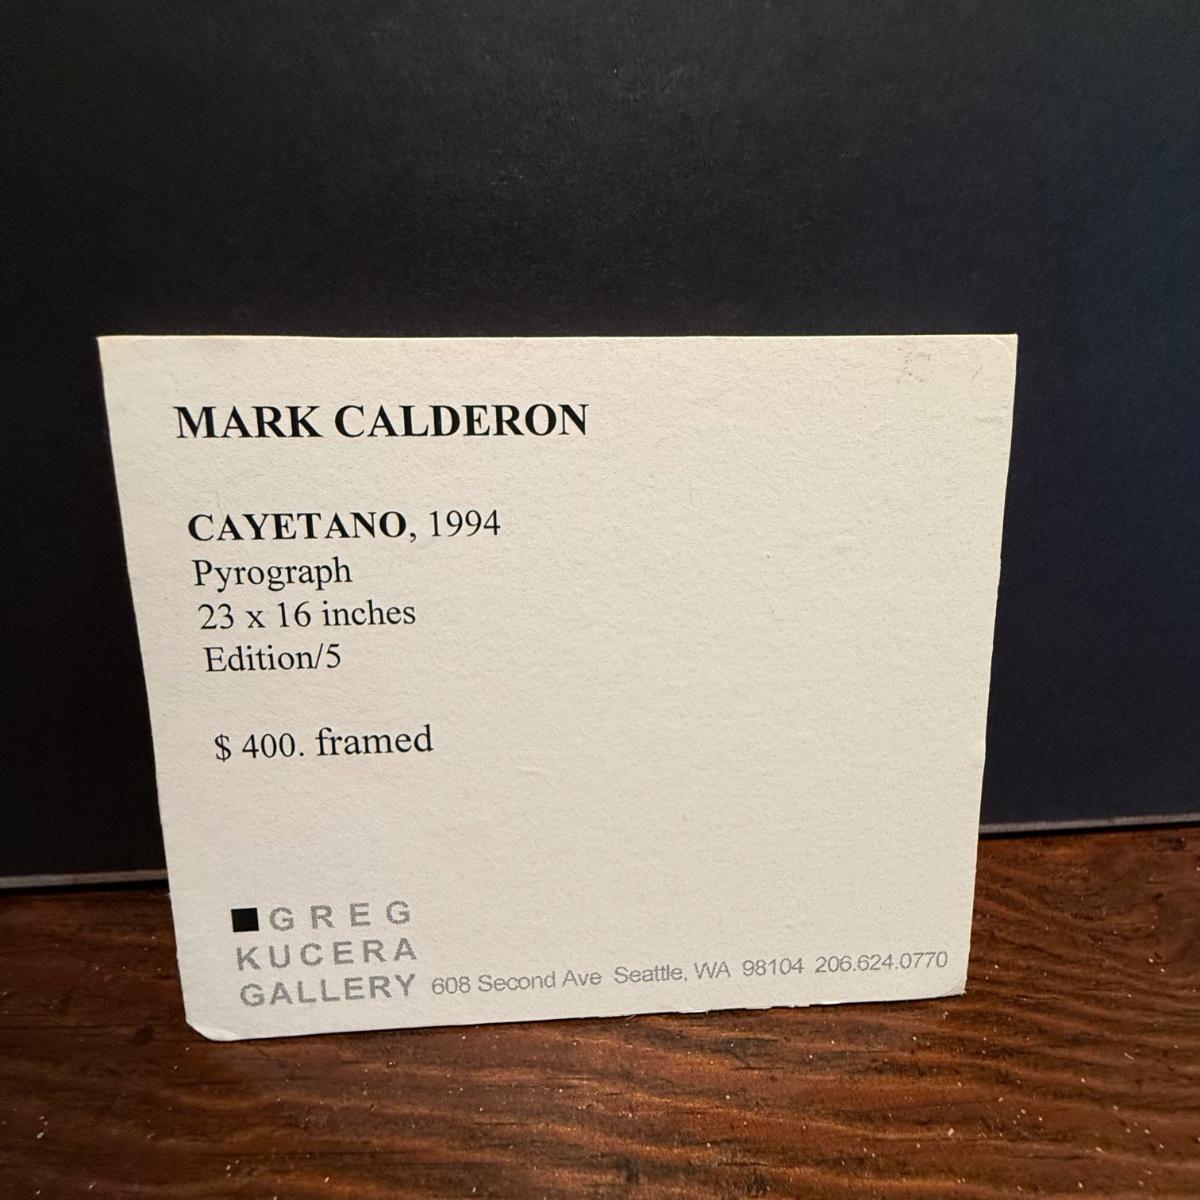 MARK CALDERON
CAYETANO, 1994
Pyrograph
23 x 16 inches
Edition/5
$ 400. framed
GREG
KUCERA
GALLERY 608 Second Ave Seattle, WA 98104 206.624.0770